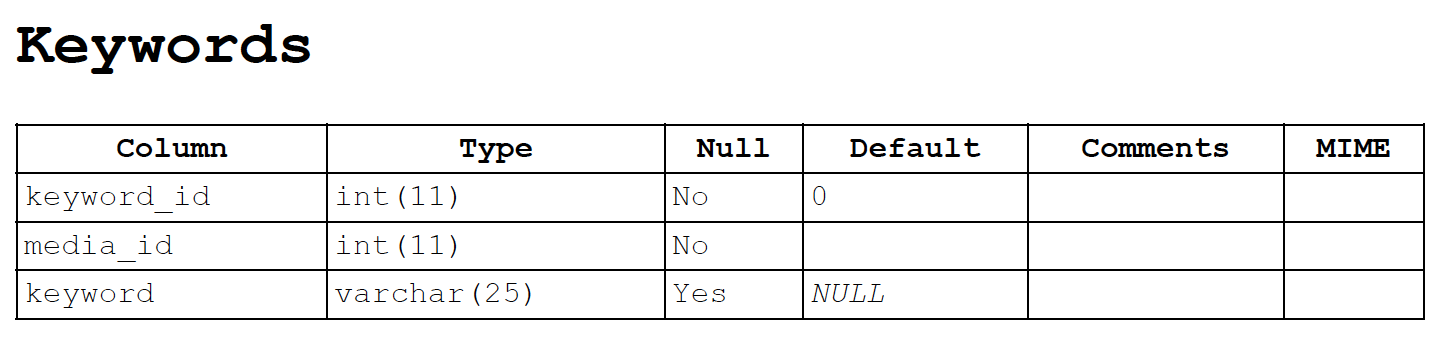 Keywords
Column Type Null Default Comments MIME
keyword_id int(11) No 0
media_id int(11) No
keyword varchar(25) Yes NULL